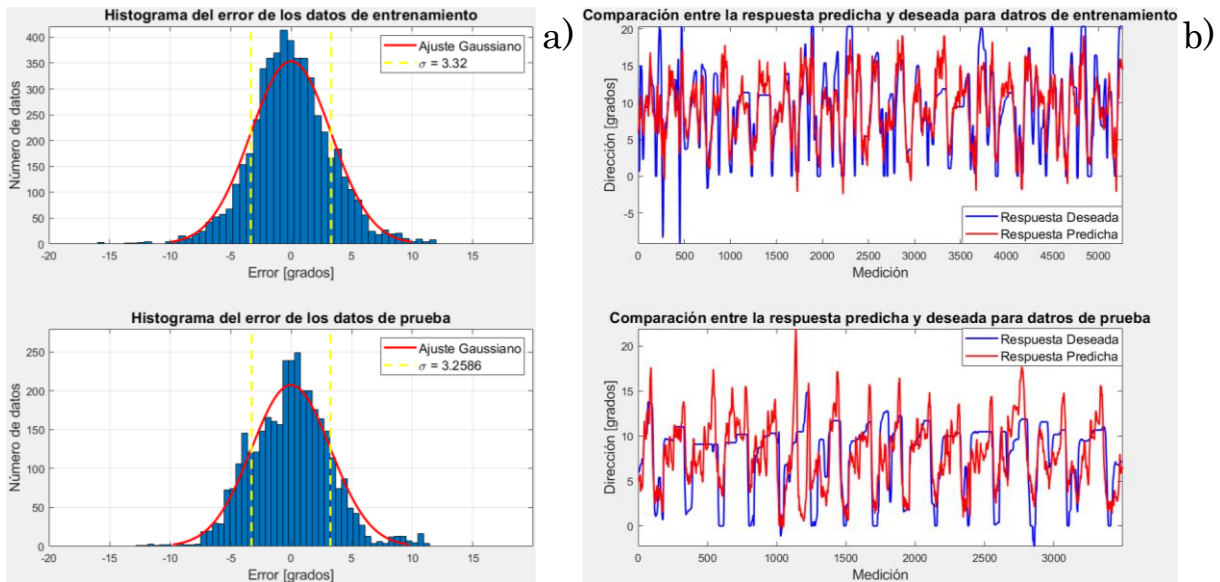 Histograma del error de los datos de entrenamiento
Ajuste Gaussiano
σ = 3.32
Número de datos
400
350
300
250
200
150
100
50
0
-20 -15 -10 -5 0 5 10 15
Error [grados]
a)
Comparación entre la respuesta predicha y deseada para datros de entrenamiento
Dirección [grados]
20
15
10
5
0
-5
Respuesta Deseada
Respuesta Predicha
0 500 1000 1500 2000 2500 3000 3500 4000 4500 5000
Medición
b)
Histograma del error de los datos de prueba
Ajuste Gaussiano
σ = 3.2586
Número de datos
250
200
150
100
50
0
-20 -15 -10 -5 0 5 10 15
Error [grados]
Comparación entre la respuesta predicha y deseada para datros de prueba
Respuesta Deseada
Respuesta Predicha
Dirección [grados]
20
15
10
5
0
0 500 1000 1500 2000 2500 3000
Medición